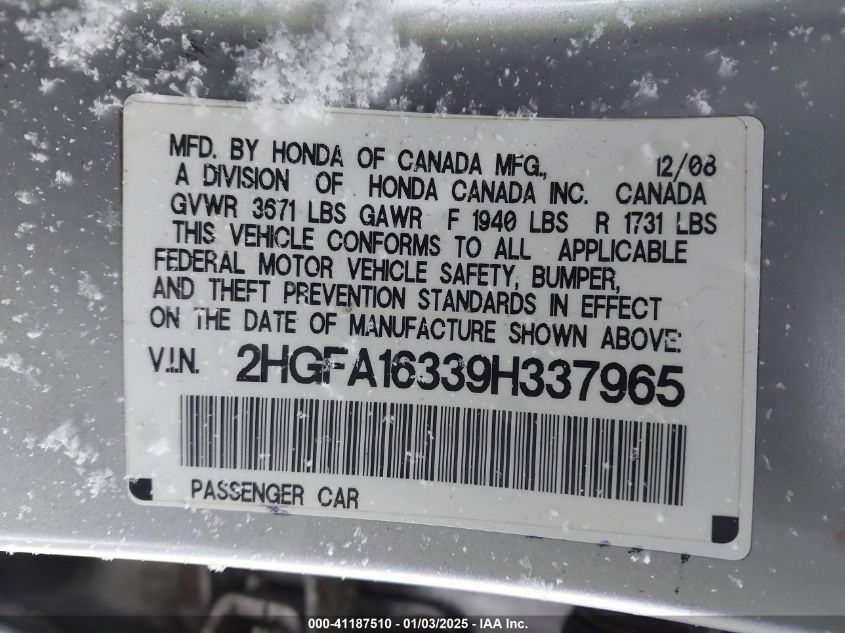 MFD. BY HONDA OF CANADA MFG., 12/08
A DIVISION OF HONDA CANADA INC. CANADA
GVWR 3671 LBS GAWR F 1940 LBS R 1731 LBS
THIS VEHICLE CONFORMS TO ALL APPLICABLE
FEDERAL MOTOR VEHICLE SAFETY, BUMPER,
AND THEFT PREVENTION STANDARDS IN EFFECT
ON THE DATE OF MANUFACTURE SHOWN ABOVE:
V.I.N. 2HGFA16339H337965
PASSENGER CAR
000-41187510 - 01/03/2025 - IAA Inc.